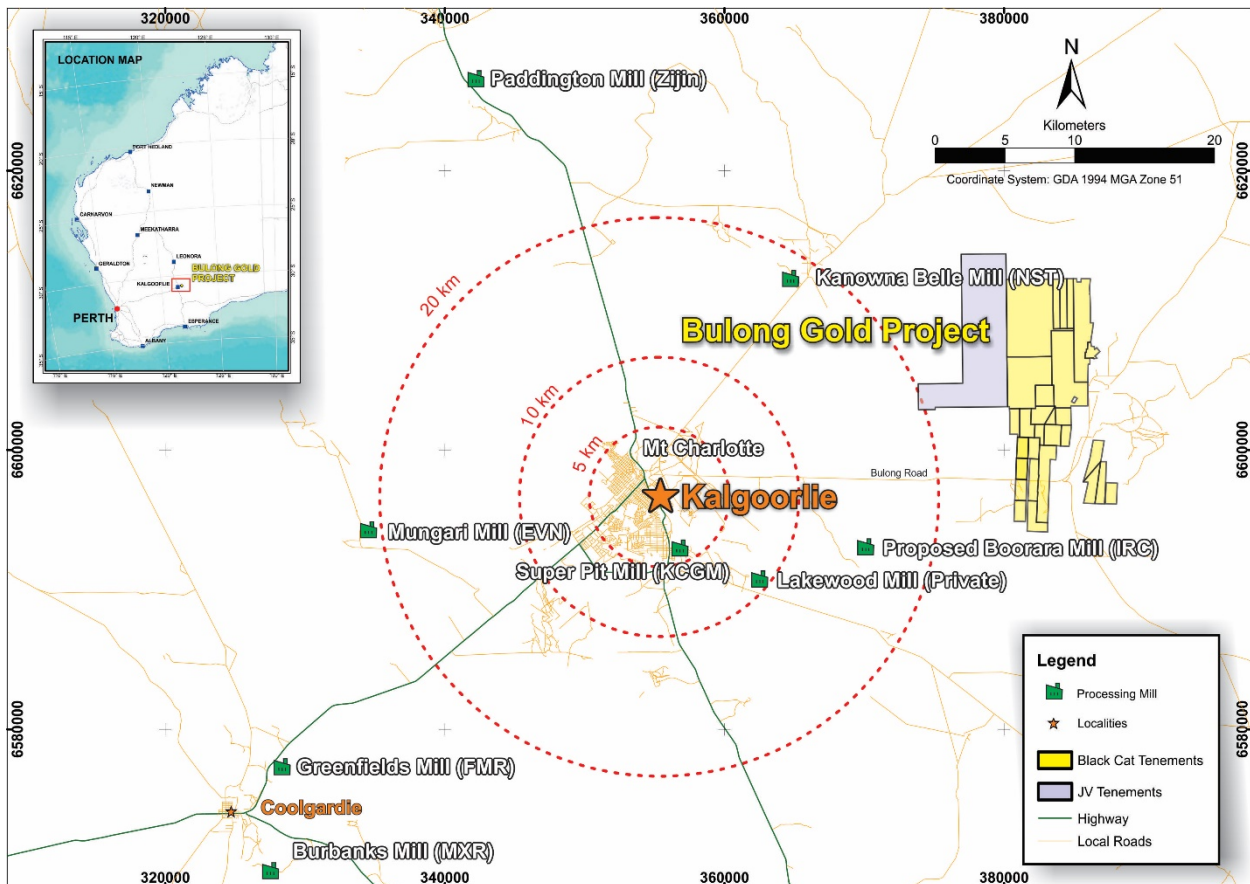 320000
340000
360000
380000
LOCATION MAP
PORT HEDLAND
NEWMAN
CARNARVON
MEEKATHARRA
GERALDTON
LEONORA
BULONG GOLD
PROJECT
KALGOORLIE
PERTH
ESPERANCE
ALBANY
Paddington Mill (Zijin)
N
Kilometers
0 5 10 20
Coordinate System: GDA 1994 MGA Zone 51
6620000
6620000
20 km
Kanowna Belle Mill (NST)
Bulong Gold Project
10 km
5 km
Mt Charlotte
6600000
6600000
Bulong Road
Kalgoorlie
Mungari Mill (EVN)
Proposed Boorara Mill (IRC)
Super Pit Mill (KCGM)
Lakewood Mill (Private)
Legend
Processing Mill
Localities
Black Cat Tenements
JV Tenements
Highway
Local Roads
6580000
6580000
Greenfields Mill (FMR)
Coolgardie
Burbanks Mill (MXR)
320000
340000
360000
380000